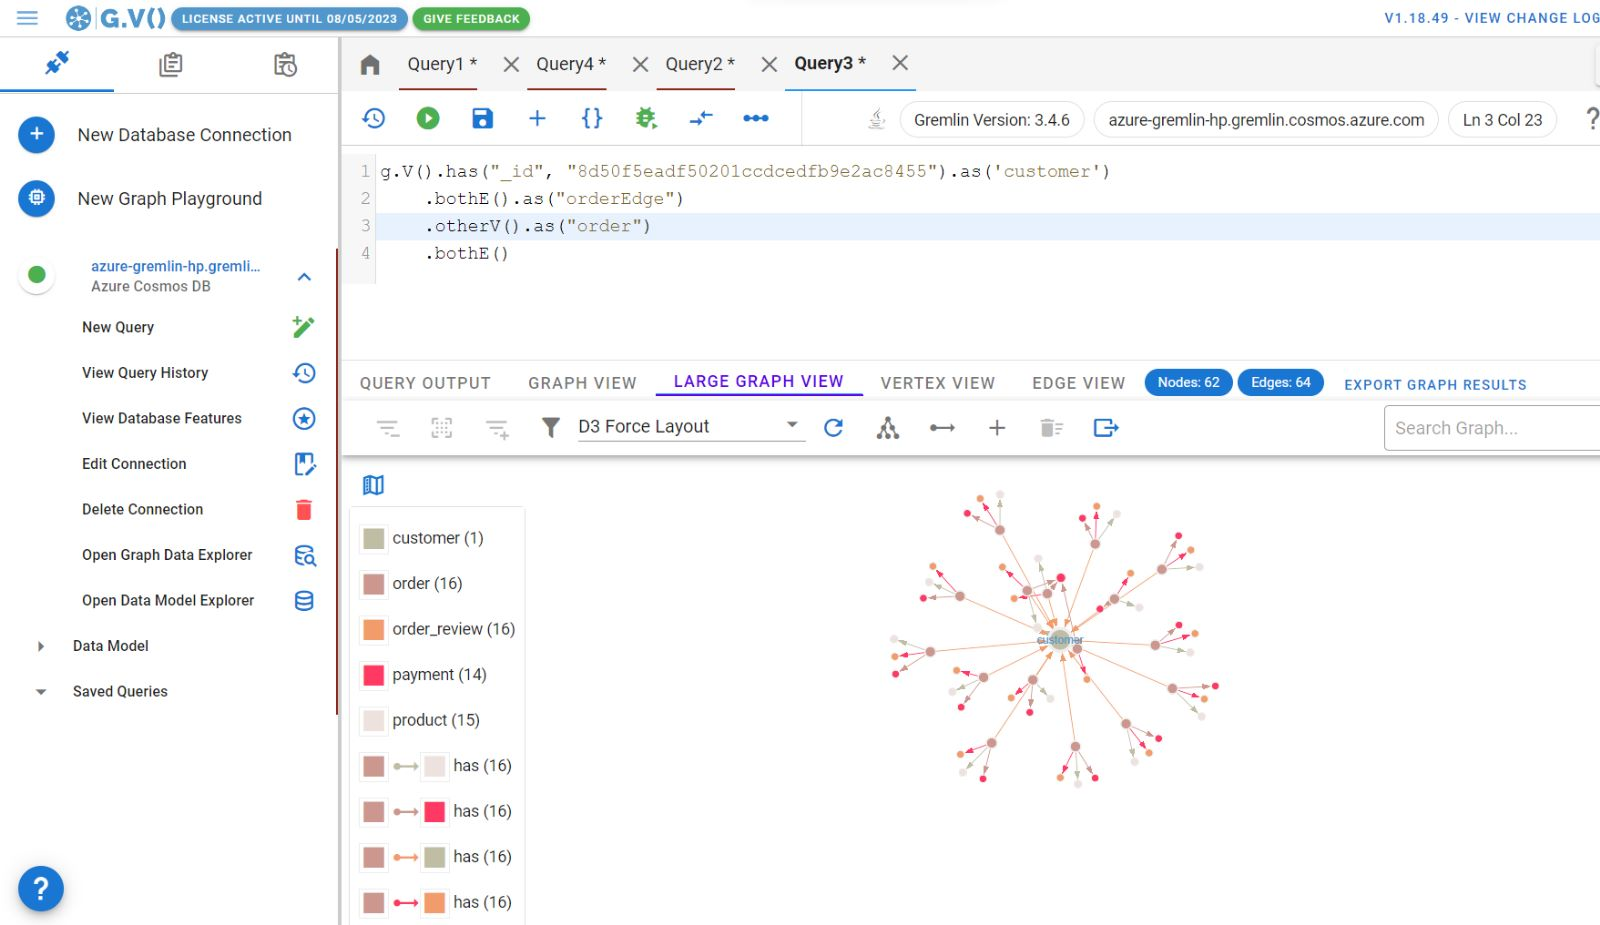 G.V()
LICENSE ACTIVE UNTIL 08/05/2023
GIVE FEEDBACK
V1.18.49 - VIEW CHANGE LOG
Query1 *
Query4 *
Query2 *
Query3 *
New Database Connection
New Graph Playground
azure-gremlin-hp.gremli...
Azure Cosmos DB
New Query
View Query History
View Database Features
Edit Connection
Delete Connection
Open Graph Data Explorer
Open Data Model Explorer
Data Model
Saved Queries
?
Gremlin Version: 3.4.6
azure-gremlin-hp.gremlin.cosmos.azure.com
Ln 3 Col 23
?
1 g.V().has("_id", "8d50f5eadf50201ccdcedfb9e2ac8455").as('customer')
2 .bothE().as("orderEdge")
3 .otherV().as("order")
4 .bothE()
QUERY OUTPUT
GRAPH VIEW
LARGE GRAPH VIEW
VERTEX VIEW
EDGE VIEW
Nodes: 62
Edges: 64
EXPORT GRAPH RESULTS
D3 Force Layout
Search Graph...
customer (1)
order (16)
order_review (16)
payment (14)
product (15)
has (16)
has (16)
has (16)
has (16)
customer